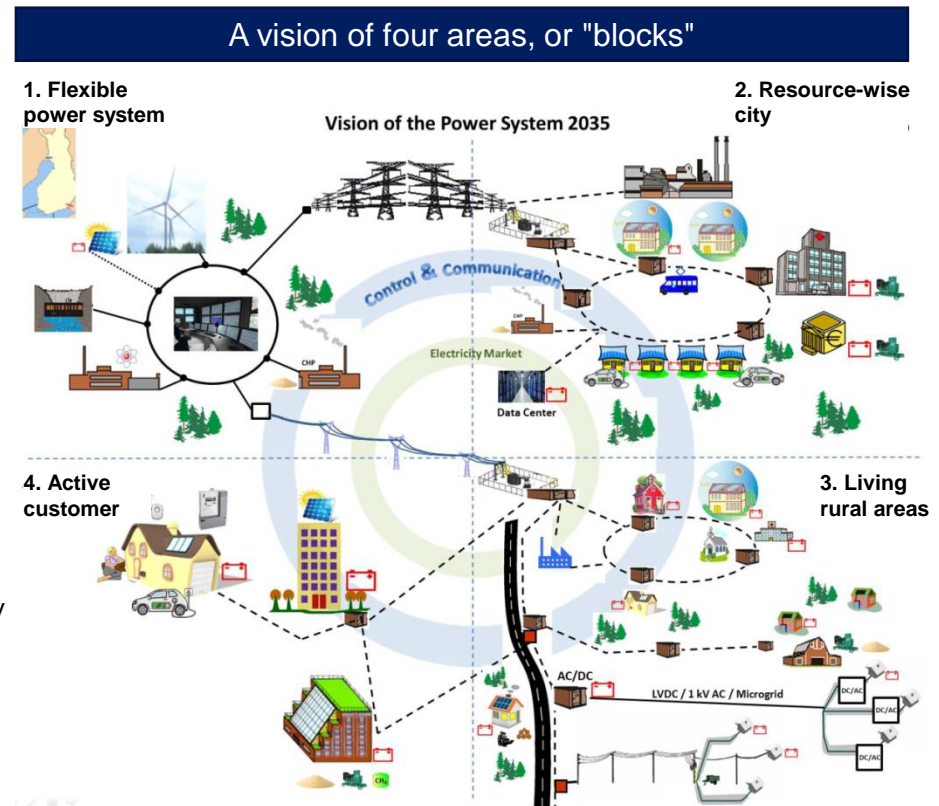 A vision of four areas, or "blocks"
1. Flexible
power system
2. Resource-wise
city
Vision of the Power System 2035
Control & Communication
CHP
Electricity Market
CHP
Data Center
4. Active
customer
3. Living
rural areas
y
AC/DC
LVDC / 1 kV AC / Microgrid
DC/AC
DC/AC
DC/AC
CH₄